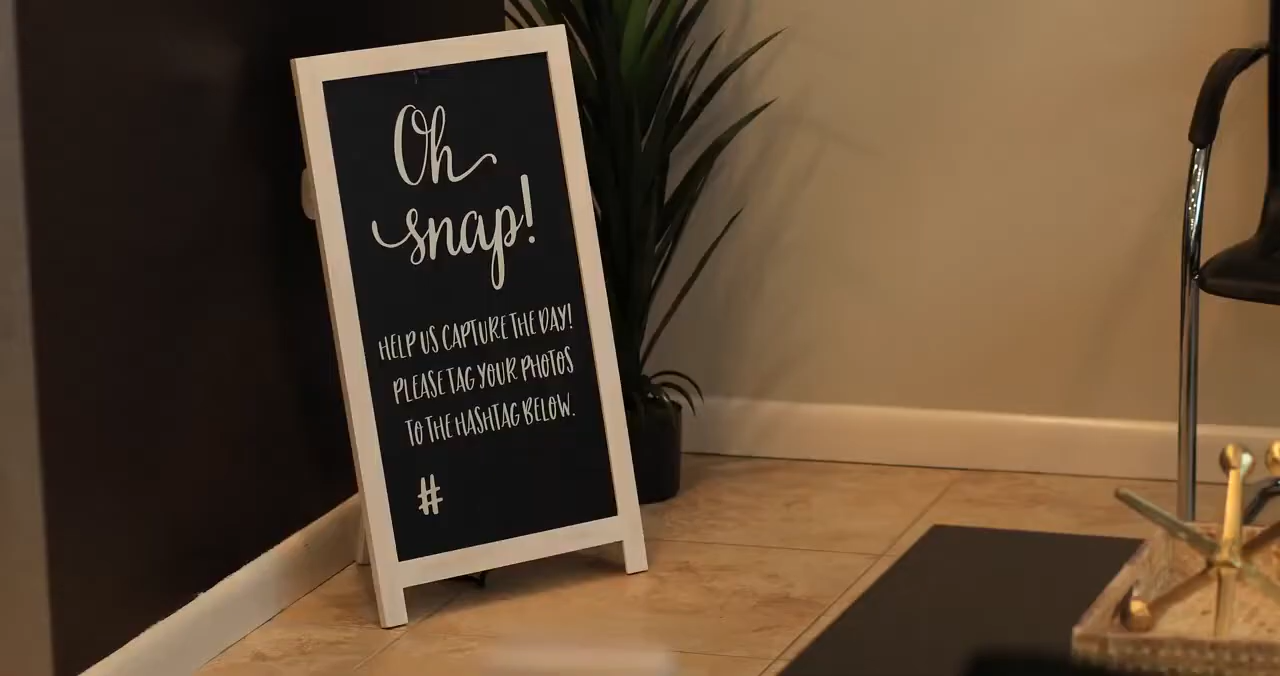 Oh
snap!
HELP US CAPTURE THE DAY!
PLEASE TAG YOUR PHOTOS
TO THE HASHTAG BELOW.
#